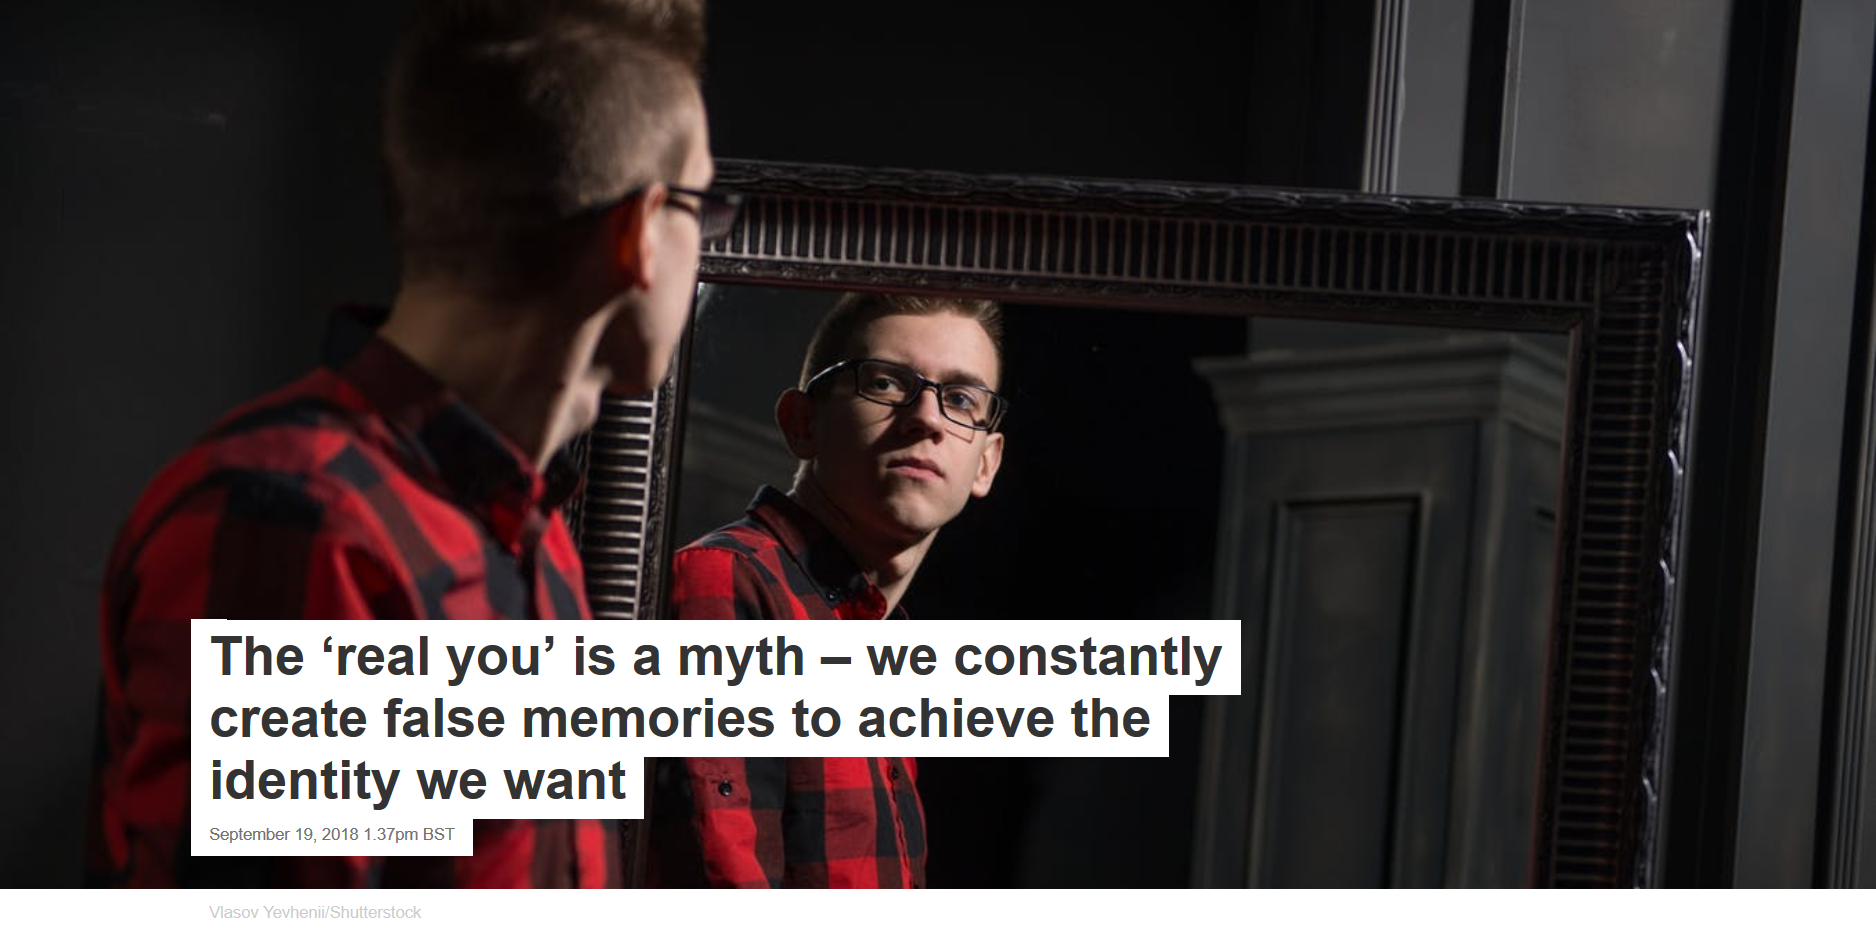 The ‘real you’ is a myth – we constantly
create false memories to achieve the
identity we want
September 19, 2018 1.37pm BST
Vlasov Yevhenii/Shutterstock